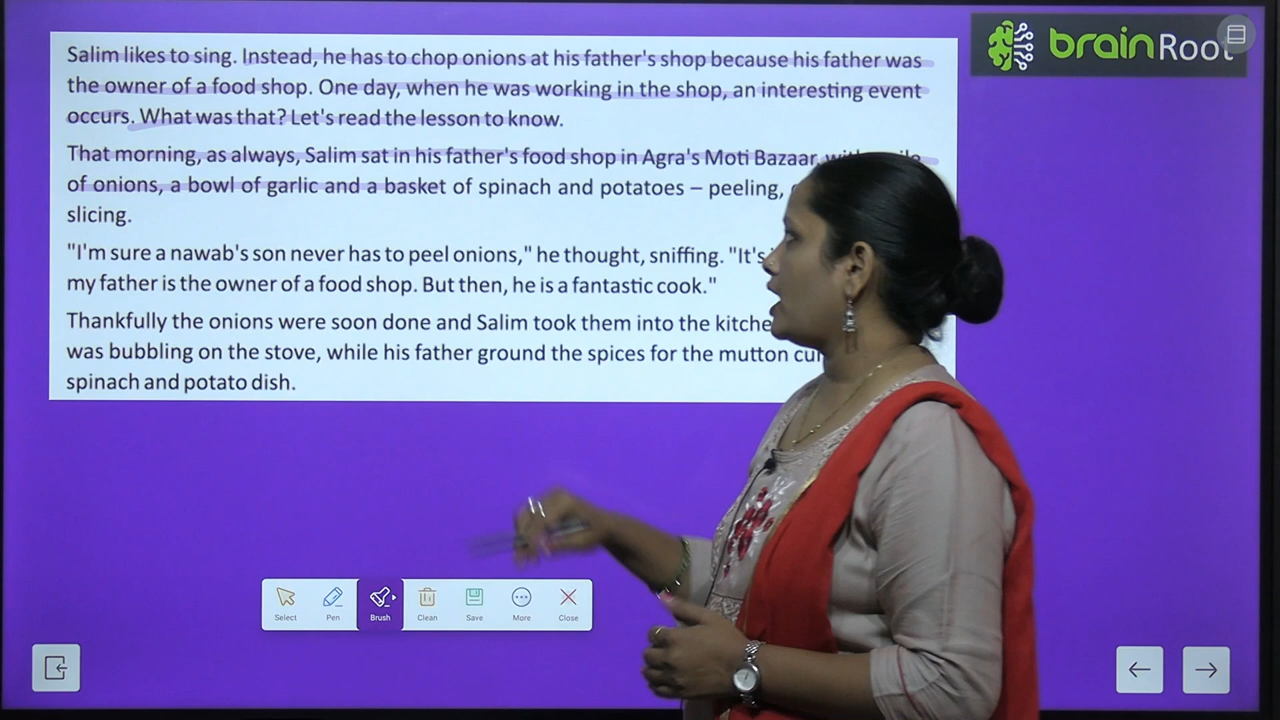 Salim likes to sing. Instead, he has to chop onions at his father's shop because his father was
the owner of a food shop. One day, when he was working in the shop, an interesting event
occurs. What was that? Let's read the lesson to know.
That morning, as always, Salim sat in his father's food shop in Agra's Moti Bazaar,
of onions, a bowl of garlic and a basket of spinach and potatoes – peeling,
slicing.
"I'm sure a nawab's son never has to peel onions," he thought, sniffing. "It's
my father is the owner of a food shop. But then, he is a fantastic cook."
Thankfully the onions were soon done and Salim took them into the
was bubbling on the stove, while his father ground the spices for the mutton
spinach and potato dish.
brainRoot
Select Pen Brush Clean Save More Close